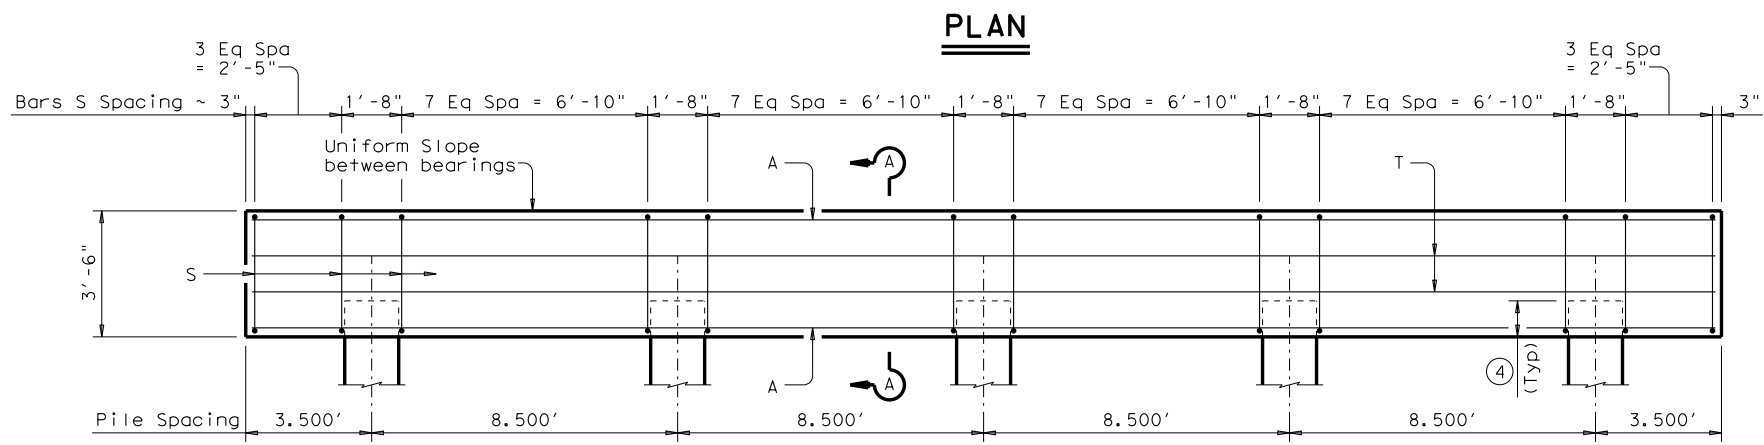 PLAN
3 Eq Spa
= 2'-5"
3 Eq Spa
= 2'-5"
Bars S Spacing ~ 3" 1'-8" 7 Eq Spa = 6'-10" 1'-8" 7 Eq Spa = 6'-10" 1'-8" 7 Eq Spa = 6'-10" 1'-8" 7 Eq Spa = 6'-10" 1'-8" 3"
Uniform Slope
between bearings
A
A
T
3'-6"
S
A
A
4
(Typ)
Pile Spacing 3.500' 8.500' 8.500' 8.500' 8.500' 3.500'